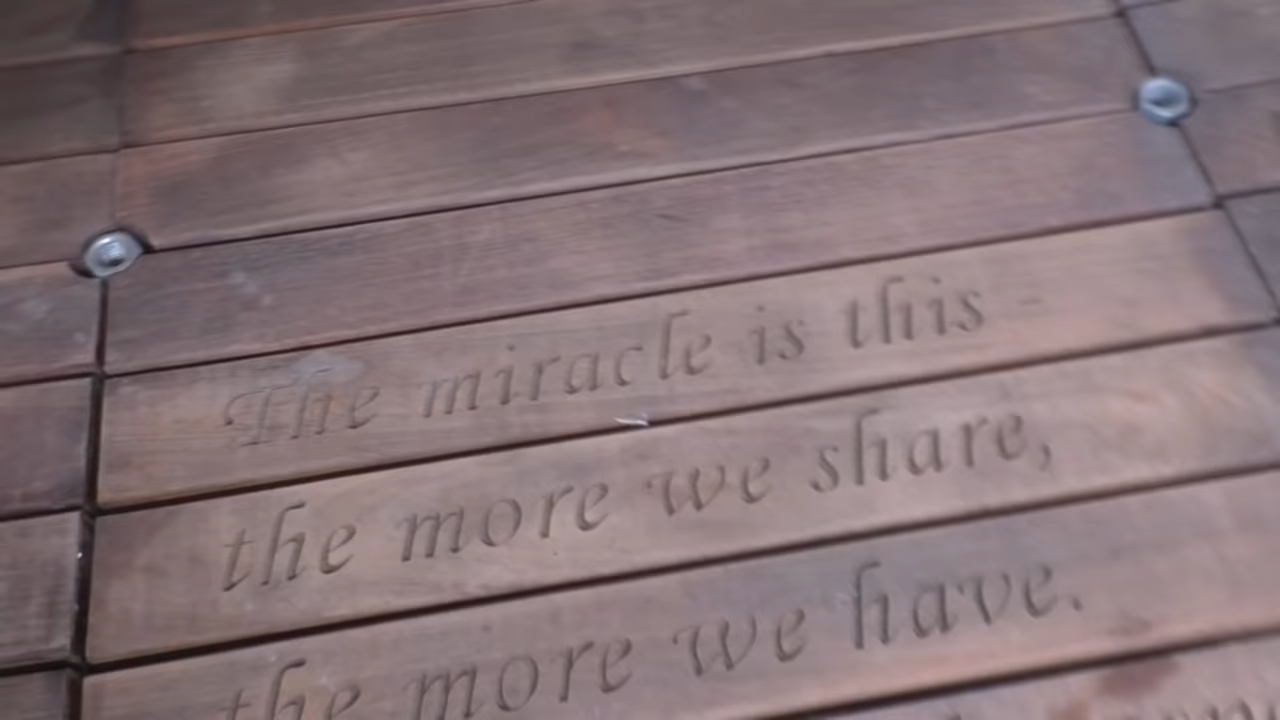 The miracle is this -
the more we share,
the more we have.